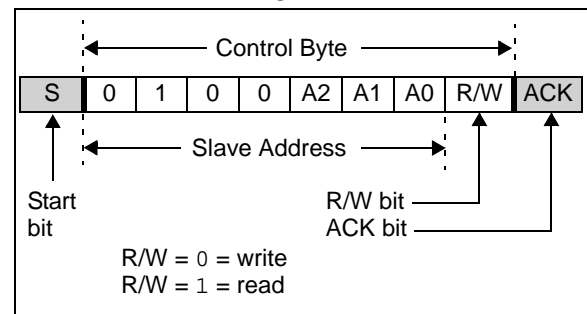 Control Byte
S 0 1 0 0 A2 A1 A0 R/W ACK
Slave Address
Start
bit
R/W bit
ACK bit
R/W = 0 = write
R/W = 1 = read